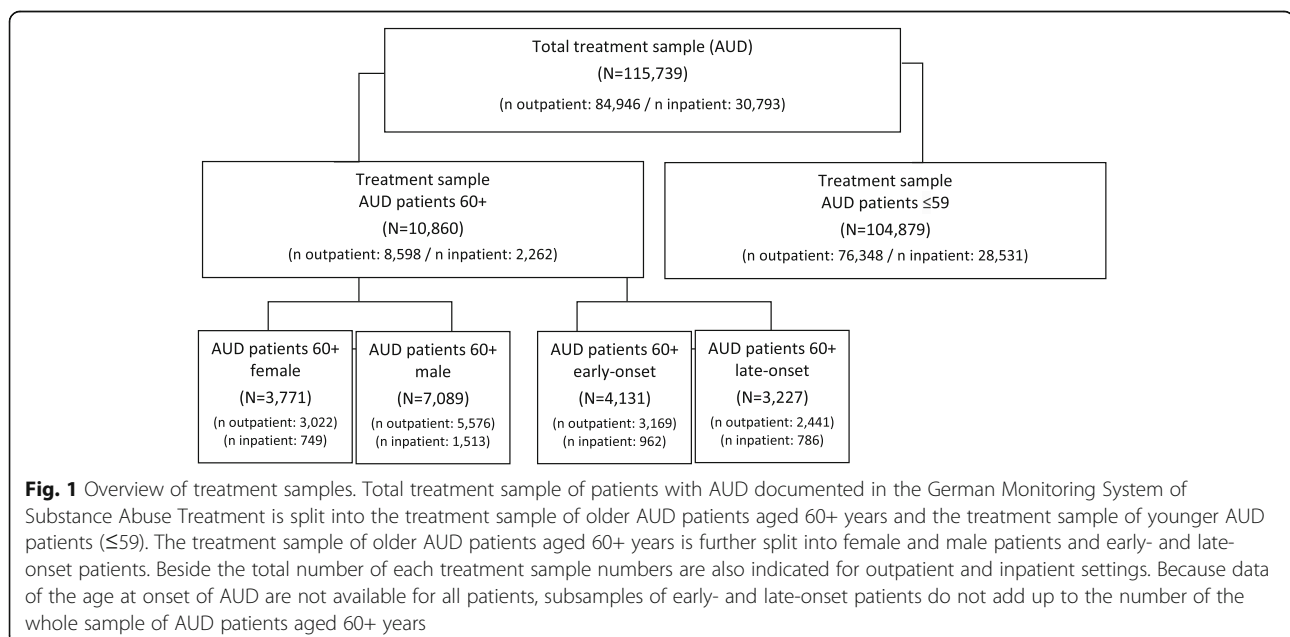 Total treatment sample (AUD)
(N=115,739)
(n outpatient: 84,946 / n inpatient: 30,793)
Treatment sample
AUD patients 60+
(N=10,860)
(n outpatient: 8,598 / n inpatient: 2,262)
Treatment sample
AUD patients ≤59
(N=104,879)
(n outpatient: 76,348 / n inpatient: 28,531)
AUD patients 60+
female
(N=3,771)
(n outpatient: 3,022)
(n inpatient: 749)
AUD patients 60+
male
(N=7,089)
(n outpatient: 5,576)
(n inpatient: 1,513)
AUD patients 60+
early-onset
(N=4,131)
(n outpatient: 3,169)
(n inpatient: 962)
AUD patients 60+
late-onset
(N=3,227)
(n outpatient: 2,441)
(n inpatient: 786)
Fig. 1 Overview of treatment samples. Total treatment sample of patients with AUD documented in the German Monitoring System of
Substance Abuse Treatment is split into the treatment sample of older AUD patients aged 60+ years and the treatment sample of younger AUD
patients (≤59). The treatment sample of older AUD patients aged 60+ years is further split into female and male patients and early- and late-
onset patients. Beside the total number of each treatment sample numbers are also indicated for outpatient and inpatient settings. Because data
of the age at onset of AUD are not available for all patients, subsamples of early- and late-onset patients do not add up to the number of the
whole sample of AUD patients aged 60+ years